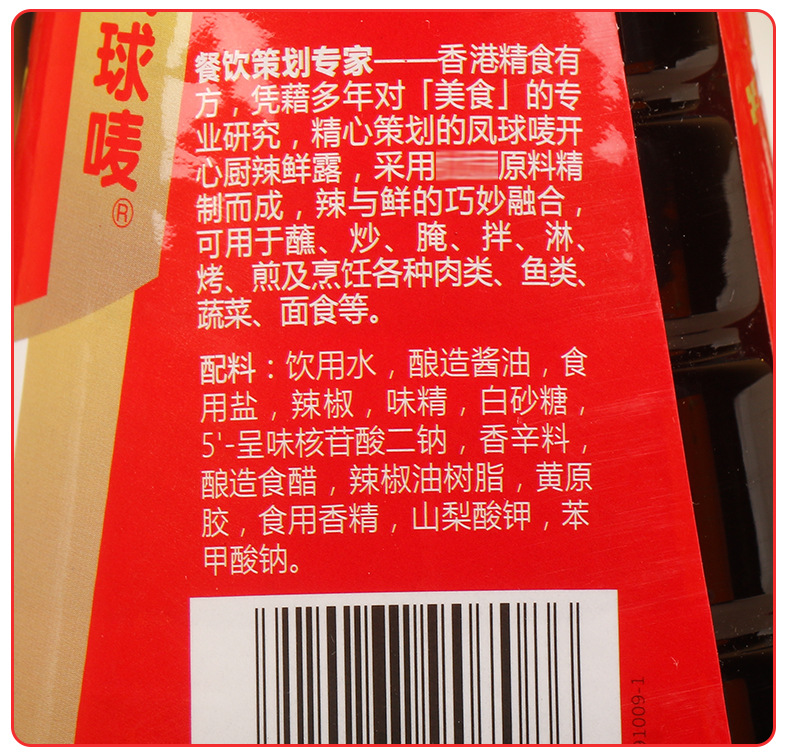 球
唛
®
餐饮策划专家——香港精食有
方，凭藉多年对「美食」的专
业研究，精心策划的凤球唛开
心厨辣鲜露，采用 原料精
制而成，辣与鲜的巧妙融合，
可用于蘸、炒、腌、拌、淋、
烤、煎及烹饪各种肉类、鱼类、
蔬菜、面食等。
配料：饮用水，酿造酱油，食
用盐，辣椒，味精，白砂糖，
5'-呈味核苷酸二钠，香辛料，
酿造食醋，辣椒油树脂，黄原
胶，食用香精，山梨酸钾，苯
甲酸钠。